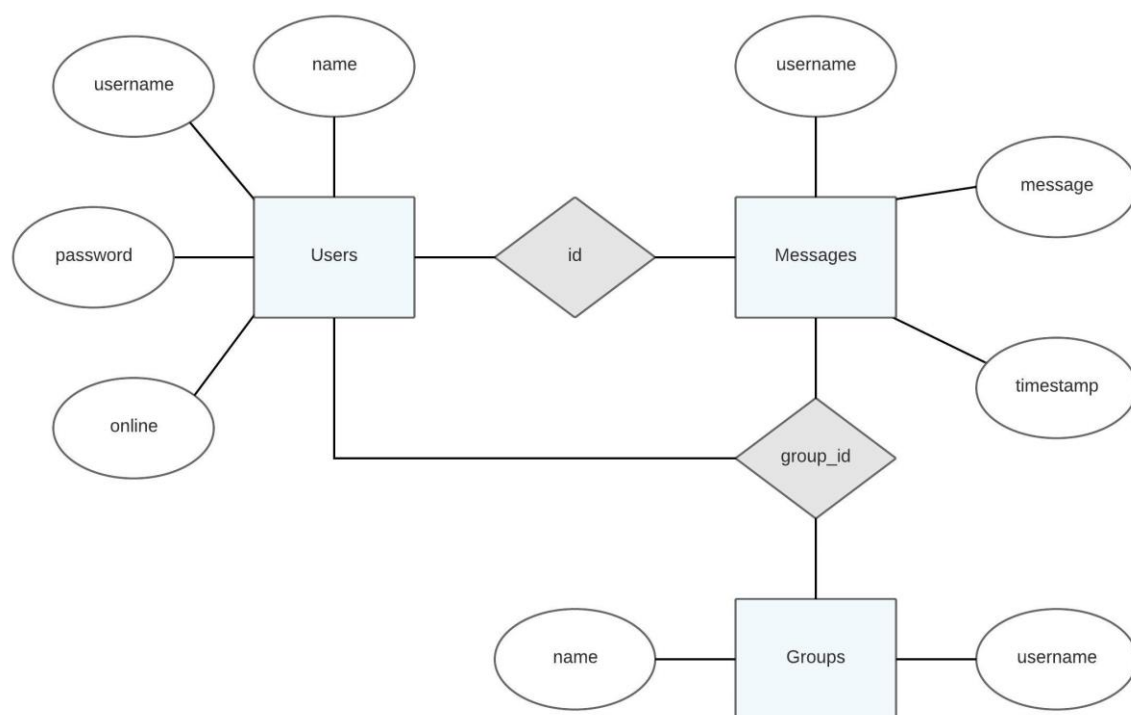 name
username
username
message
password
Users
id
Messages
timestamp
online
group_id
name
Groups
username